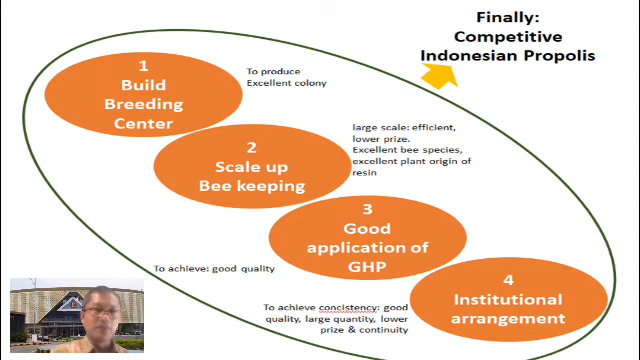 Finally:
Competitive
Indonesian Propolis
1
Build
Breeding
Center
To produce
Excellent colony
2
Scale up
Bee keeping
large scale: efficient,
lower prize.
Excellent bee species,
excellent plant origin of
resin
3
Good
application of
GHP
To achieve: good quality
4
Institutional
arrangement
To achieve concistency: good
quality, large quantity, lower
prize & continuity